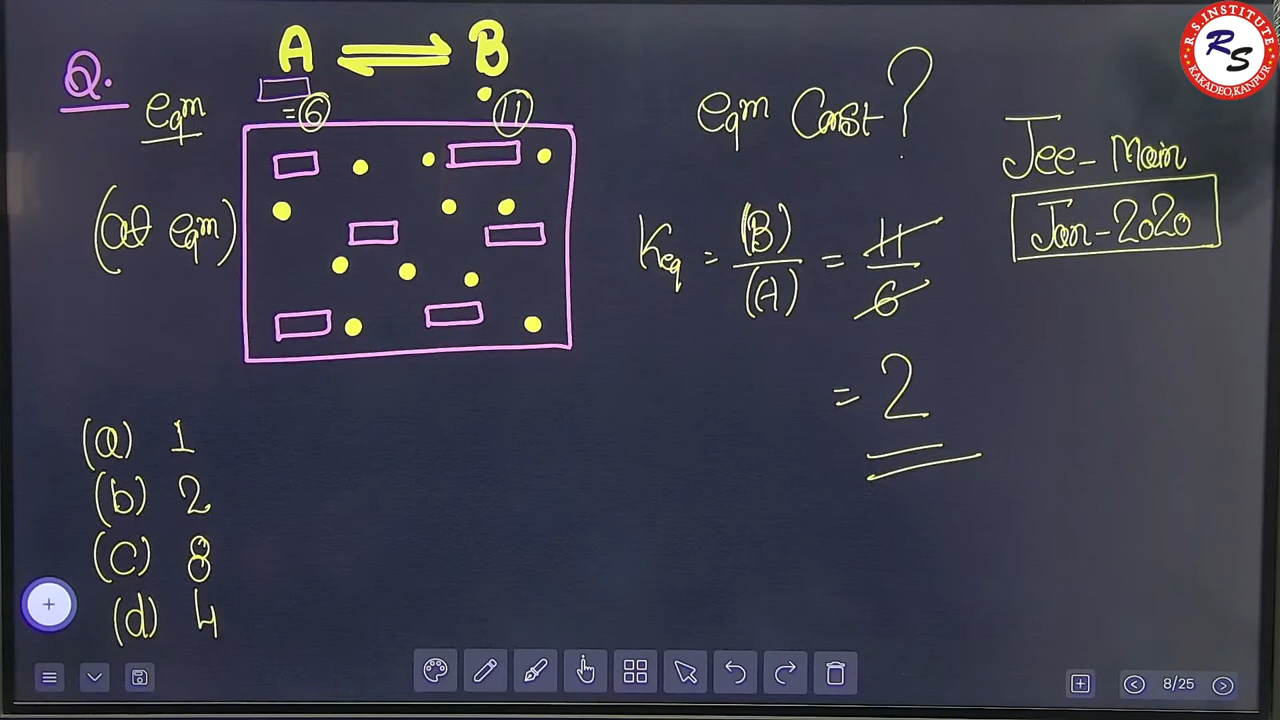 Q.
A ⇌ B
eqm
=6
11
(at eqm)
eqm Const?
Jee-Main
Jan-2020
Keq = (B)/(A) = 11/6
= 2
(a) 1
(b) 2
(c) 8
(d) 4
R.S.INSTITUTE
RS
KAKADEO,KANPUR
8/25